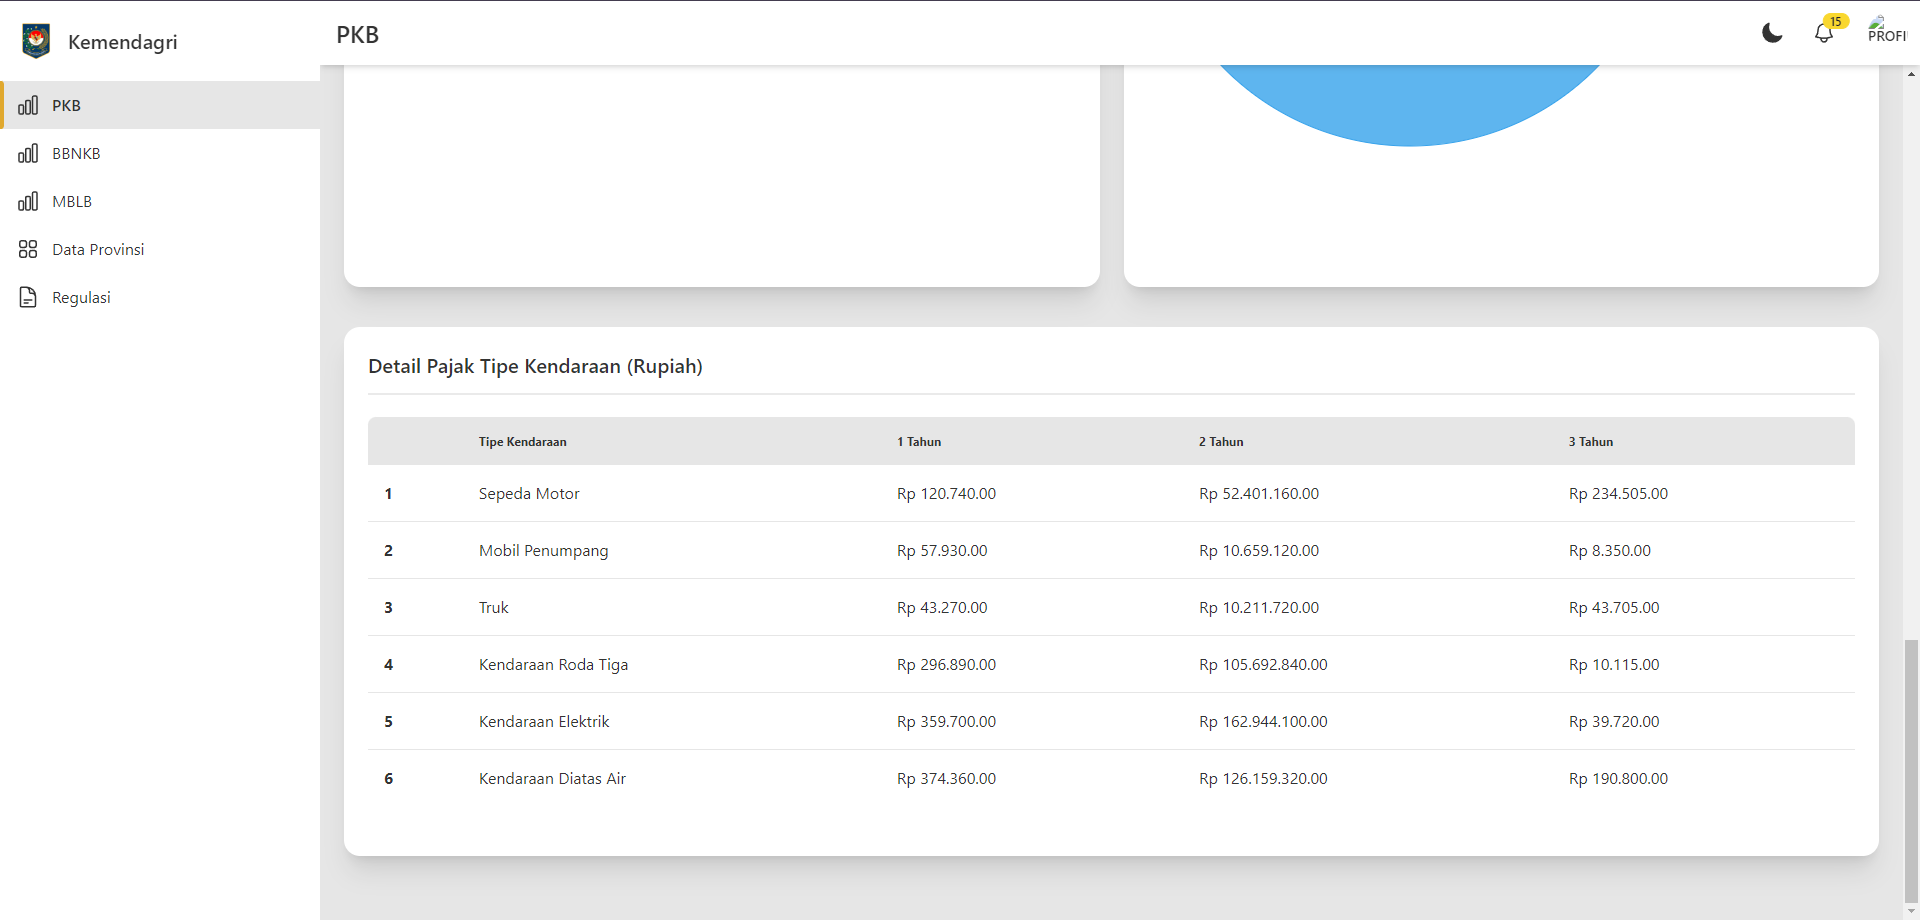 Kemendagri
PKB
BBNKB
MBLB
Data Provinsi
Regulasi
PKB
15
PROFI
Detail Pajak Tipe Kendaraan (Rupiah)
Tipe Kendaraan 1 Tahun 2 Tahun 3 Tahun
1 Sepeda Motor Rp 120.740.00 Rp 52.401.160.00 Rp 234.505.00
2 Mobil Penumpang Rp 57.930.00 Rp 10.659.120.00 Rp 8.350.00
3 Truk Rp 43.270.00 Rp 10.211.720.00 Rp 43.705.00
4 Kendaraan Roda Tiga Rp 296.890.00 Rp 105.692.840.00 Rp 10.115.00
5 Kendaraan Elektrik Rp 359.700.00 Rp 162.944.100.00 Rp 39.720.00
6 Kendaraan Diatas Air Rp 374.360.00 Rp 126.159.320.00 Rp 190.800.00